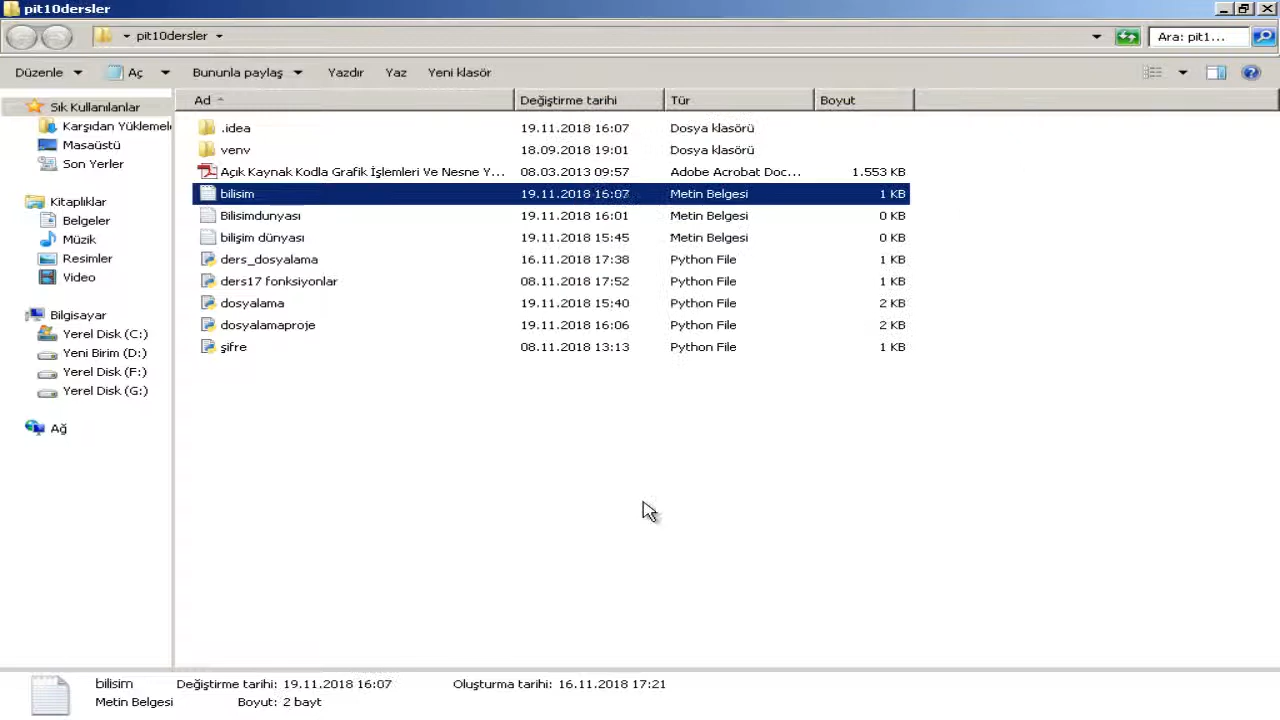 pit10dersler
pit10dersler
Ara: pit1...
Düzenle Aç Bununla paylaş Yazdır Yaz Yeni klasör
Sık Kullanılanlar
Karşıdan Yüklemel
Masaüstü
Son Yerler
Kitaplıklar
Belgeler
Müzik
Resimler
Video
Bilgisayar
Yerel Disk (C:)
Yeni Birim (D:)
Yerel Disk (F:)
Yerel Disk (G:)
Ağ
Ad Değiştirme tarihi Tür Boyut
.idea 19.11.2018 16:07 Dosya klasörü
venv 18.09.2018 19:01 Dosya klasörü
Açık Kaynak Kodla Grafik İşlemleri Ve Nesne Y... 08.03.2013 09:57 Adobe Acrobat Doc... 1.553 KB
bilisim 19.11.2018 16:07 Metin Belgesi 1 KB
Bilisimdunyası 19.11.2018 16:01 Metin Belgesi 0 KB
bilişim dünyası 19.11.2018 15:45 Metin Belgesi 0 KB
ders_dosyalama 16.11.2018 17:38 Python File 1 KB
ders17 fonksiyonlar 08.11.2018 17:52 Python File 1 KB
dosyalama 19.11.2018 15:40 Python File 2 KB
dosyalamaproje 19.11.2018 16:06 Python File 2 KB
şifre 08.11.2018 13:13 Python File 1 KB
bilisim Değiştirme tarihi: 19.11.2018 16:07 Oluşturma tarihi: 16.11.2018 17:21
Metin Belgesi Boyut: 2 bayt